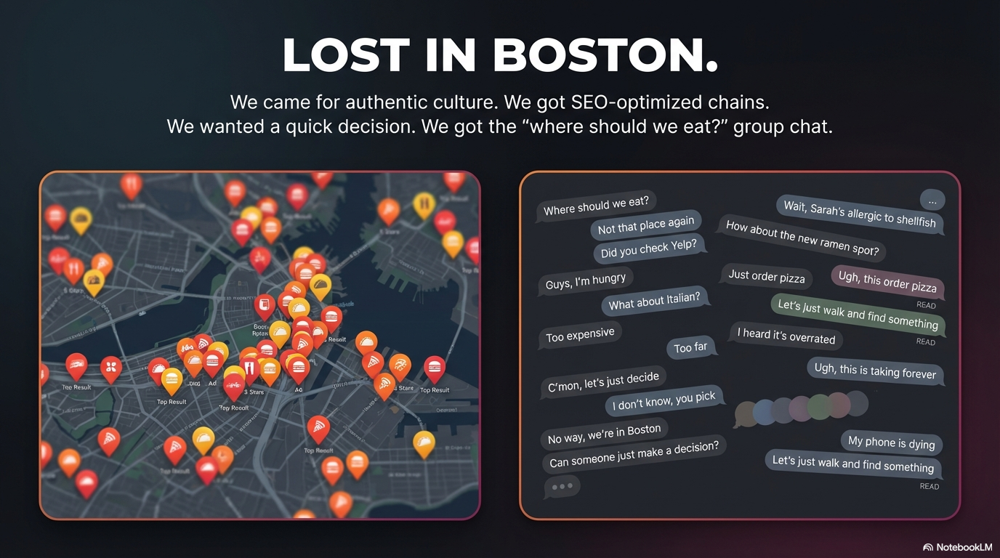 LOST IN BOSTON.
We came for authentic culture. We got SEO-optimized chains.
We wanted a quick decision. We got the “where should we eat?” group chat.
Top Result
Ad
3 Stars
Top Result
Top Result
Ad
Top Result
Top Result
Where should we eat?
Not that place again
Did you check Yelp?
Guys, I'm hungry
What about Italian?
Too expensive
Too far
C'mon, let's just decide
I don't know, you pick
No way, we're in Boston
Can someone just make a decision?
...
Wait, Sarah's allergic to shellfish
How about the new ramen spot?
Just order pizza
Ugh, this order pizza
READ
Let's just walk and find something
READ
I heard it's overrated
Ugh, this is taking forever
My phone is dying
Let's just walk and find something
READ
NotebookLM